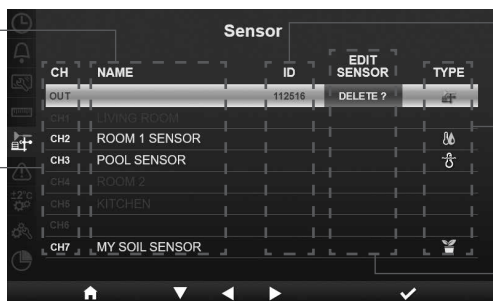 Sensor
CH NAME ID EDIT SENSOR TYPE
OUT 112516 DELETE ?
CH1 LIVING ROOM
CH2 ROOM 1 SENSOR
CH3 POOL SENSOR
CH4 ROOM 2
CH5 KITCHEN
CH6
CH7 MY SOIL SENSOR
±2°C